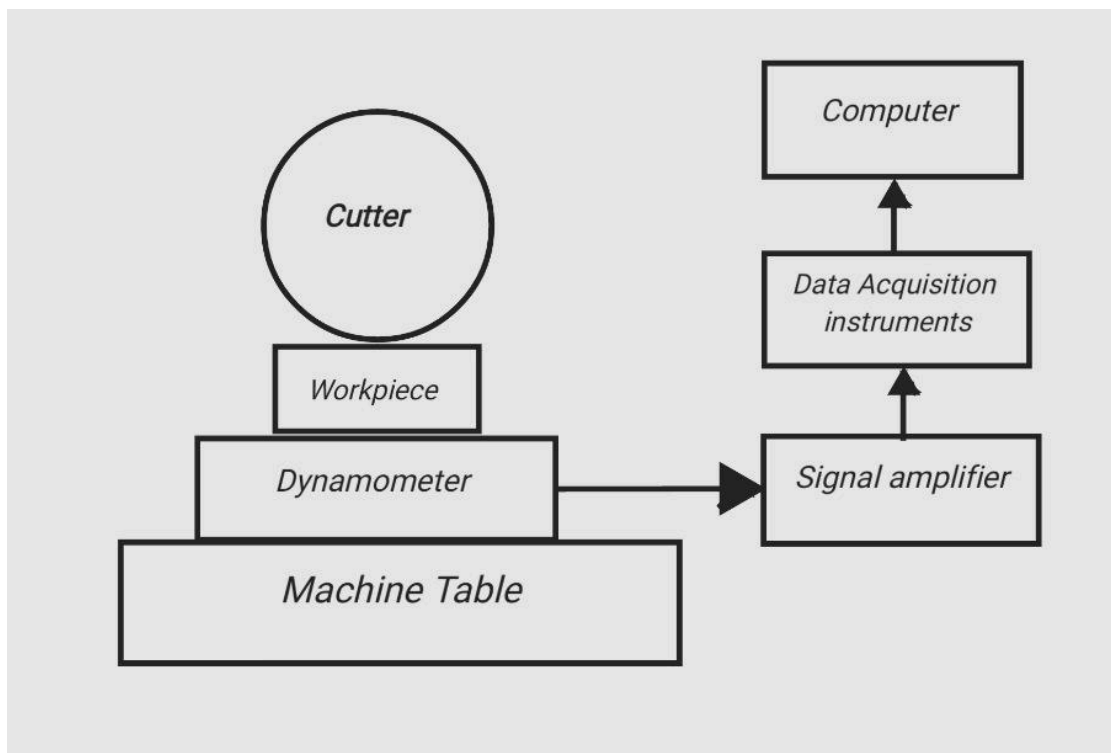 Cutter
Workpiece
Dynamometer
Machine Table
Computer
Data Acquisition
instruments
Signal amplifier